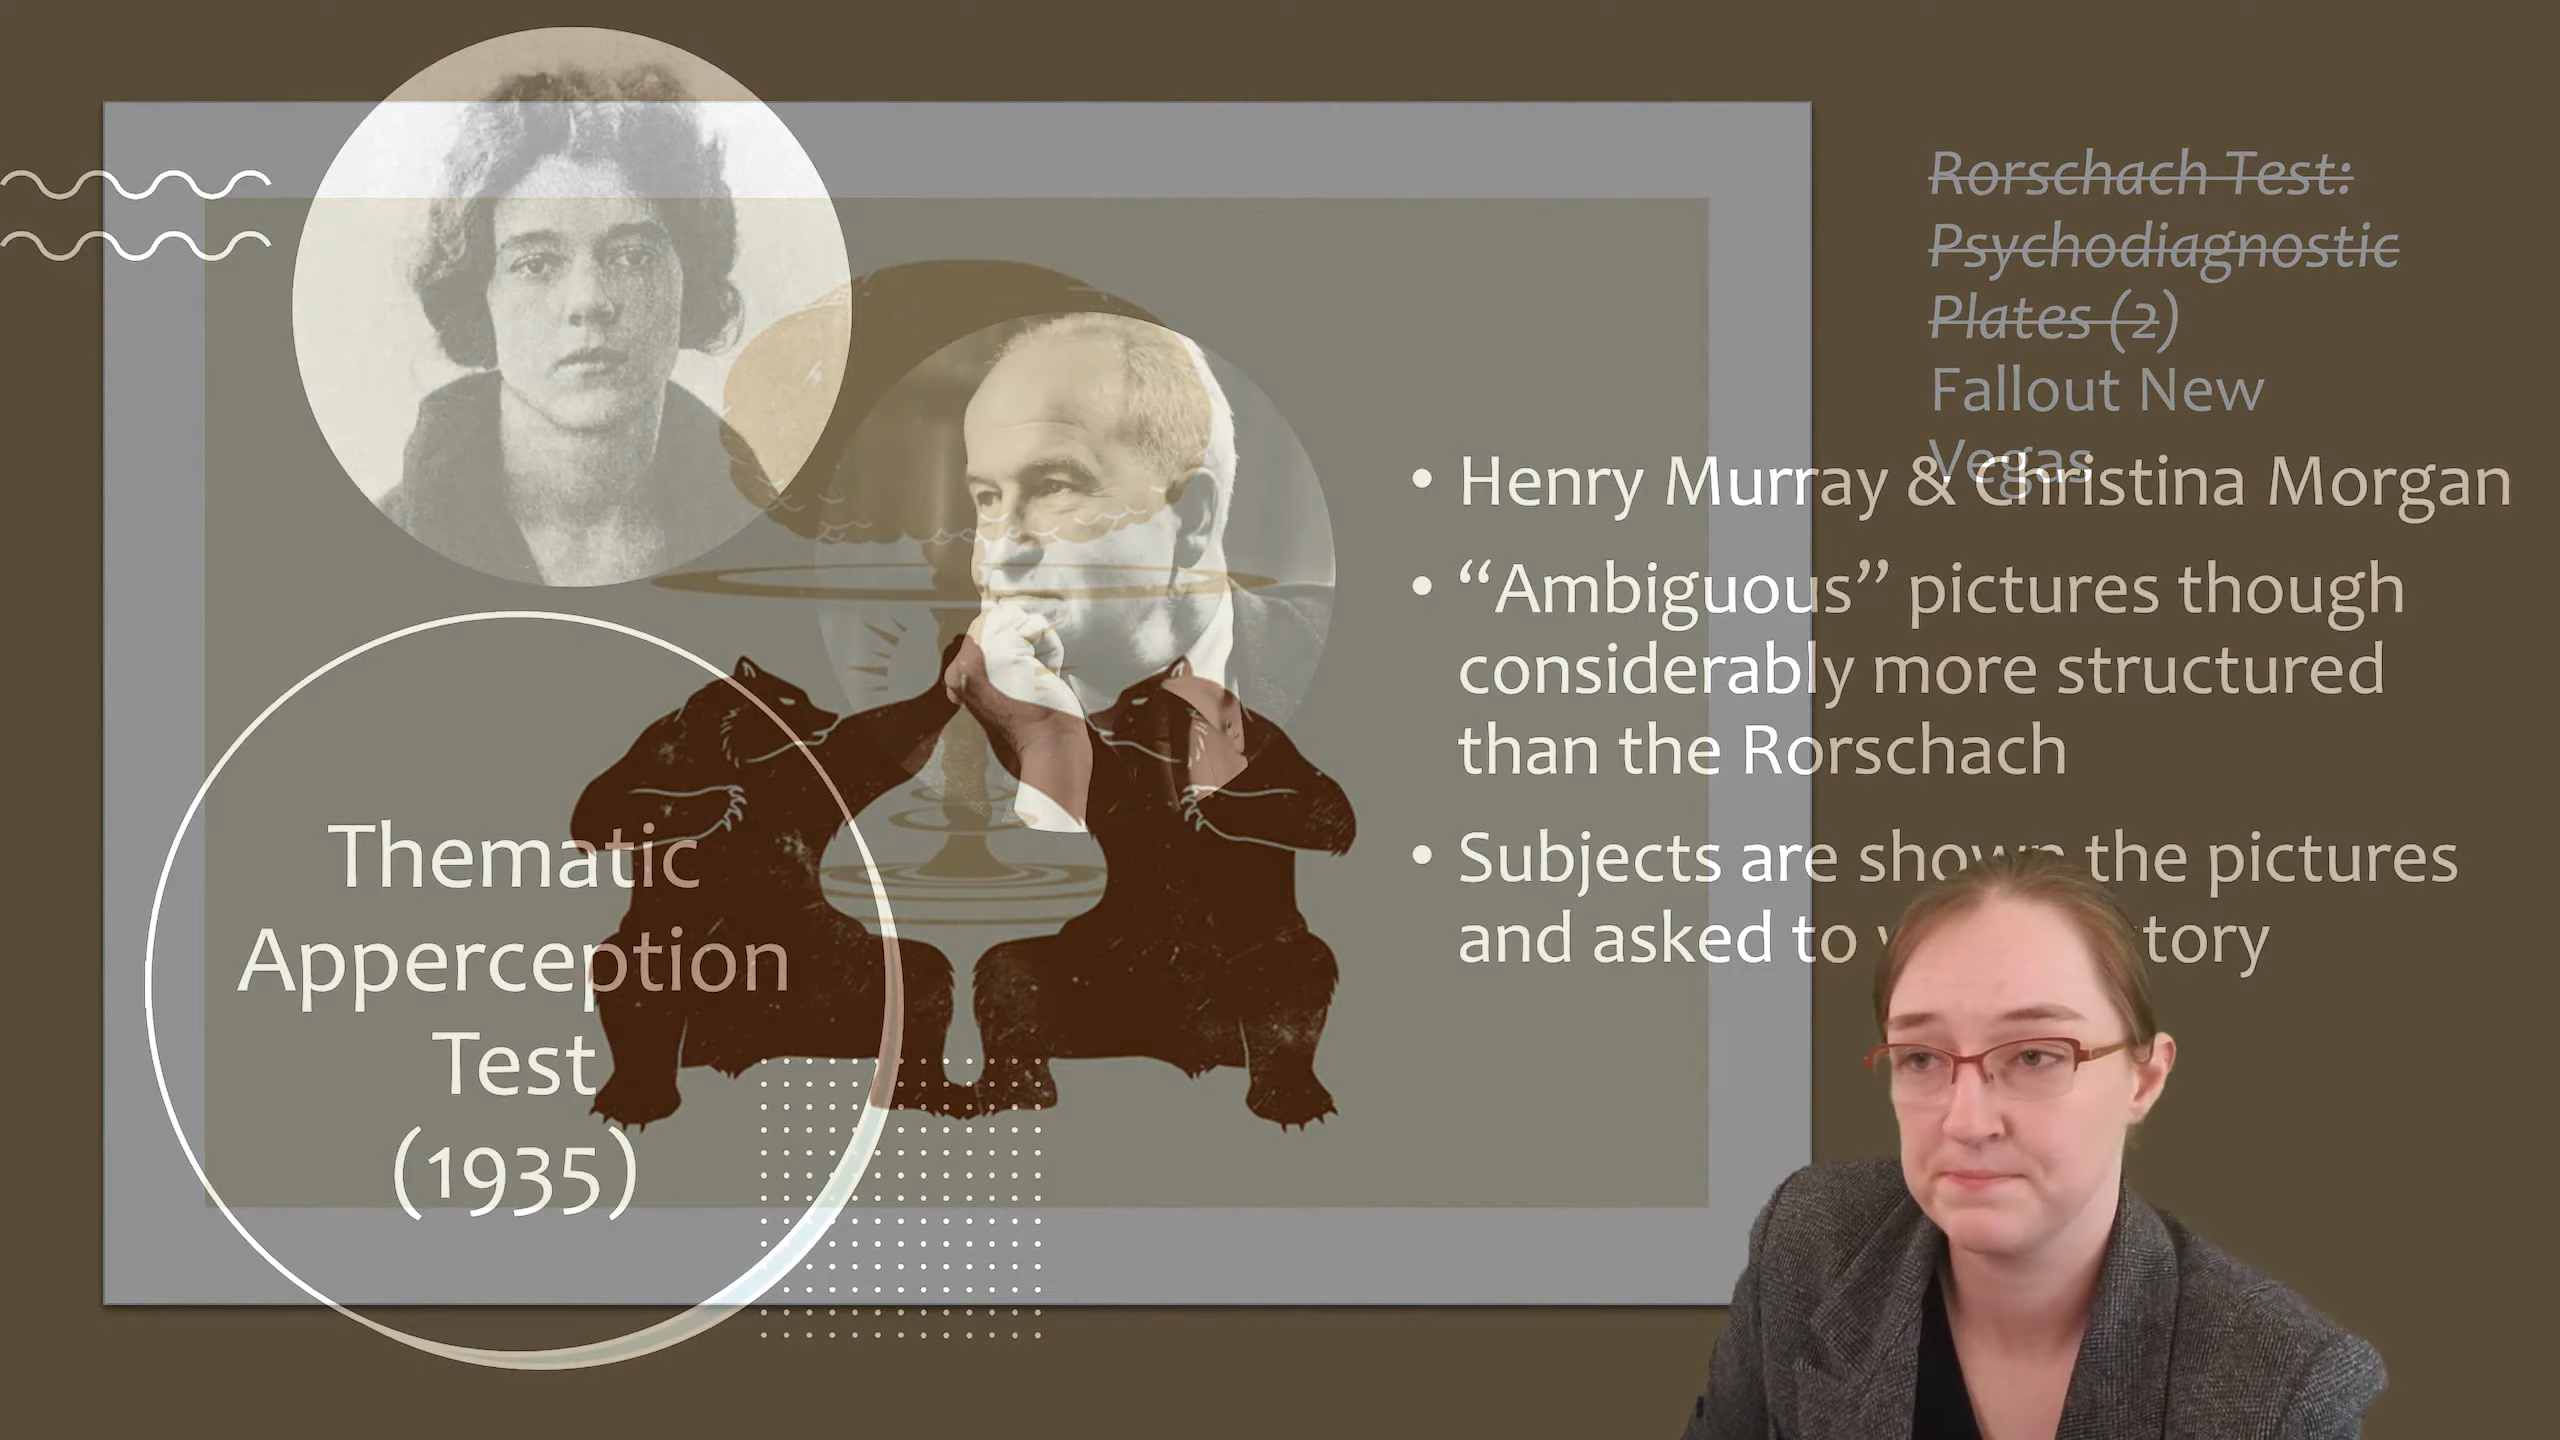 Rorschach Test:
Psychodiagnostic
Plates (2)
Fallout New
Vegas
• Henry Murray & Christina Morgan
• “Ambiguous” pictures though
considerably more structured
than the Rorschach
• Subjects are shown the pictures
and asked to
Thematic
Apperception
Test
(1935)